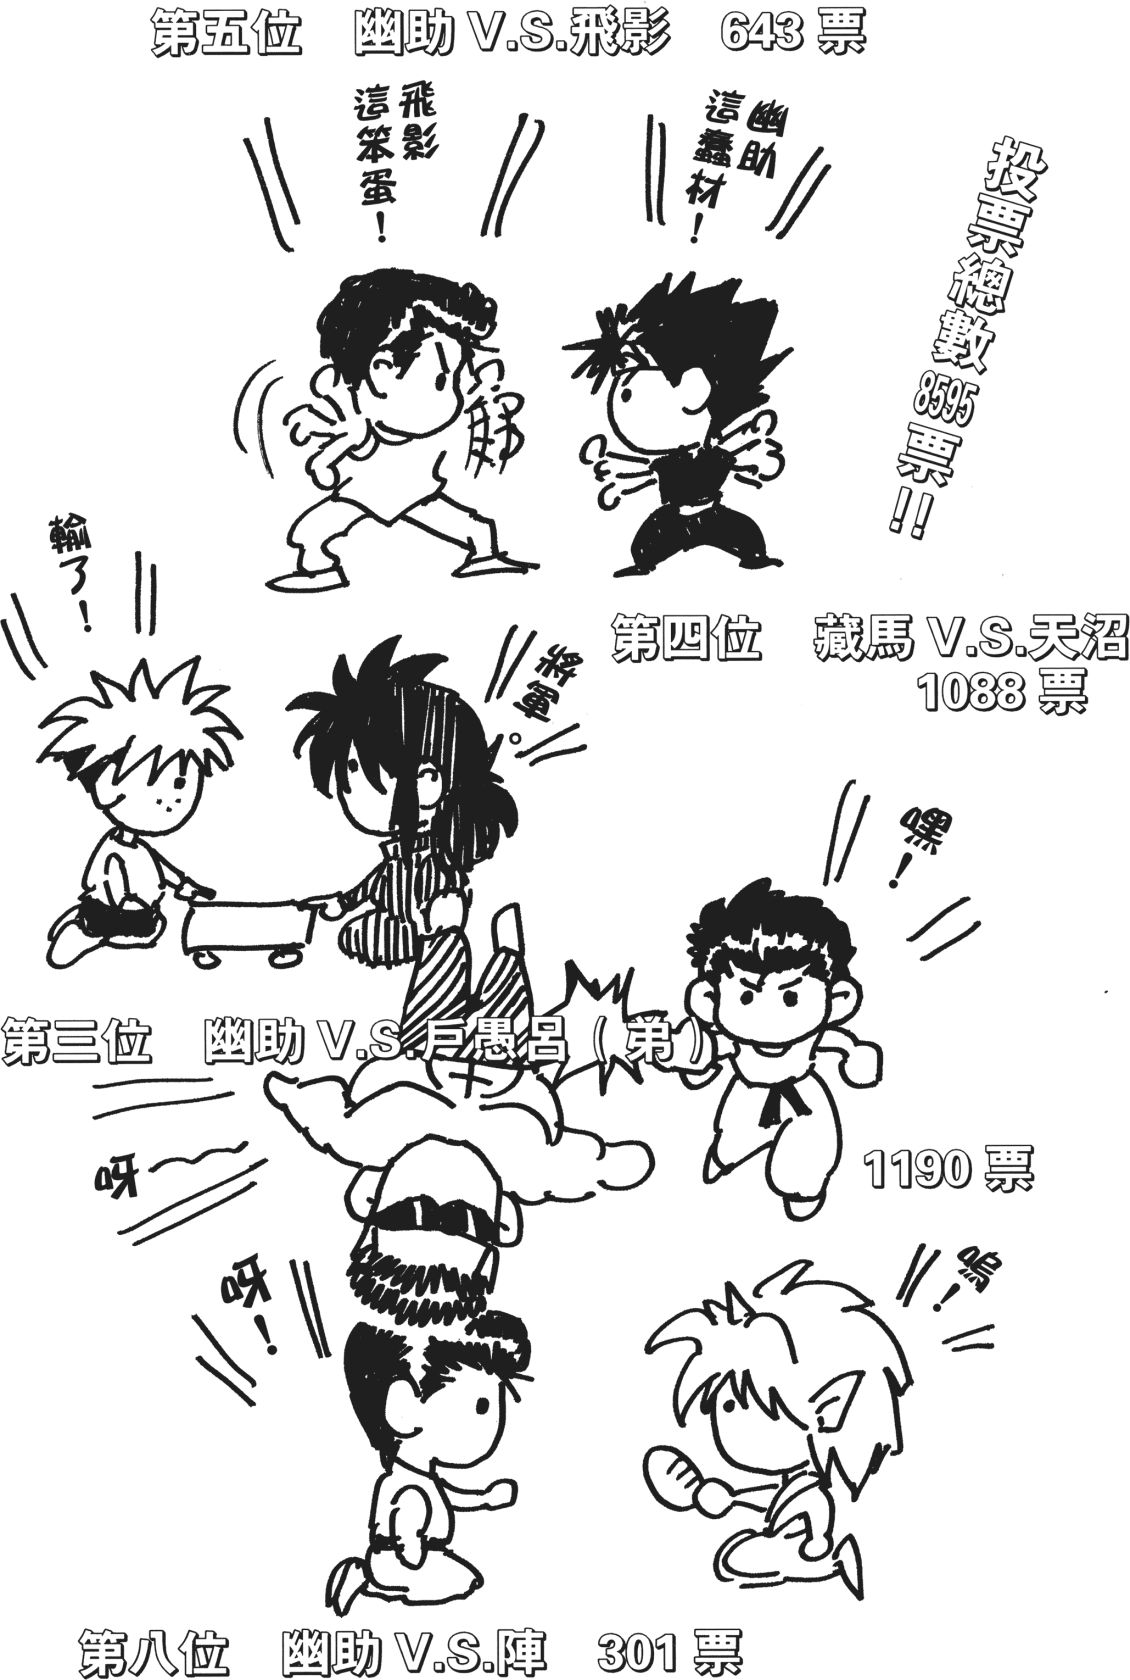 第五位　幽助 V.S.飛影　643 票
飛影
這笨蛋！
幽助
這蠢材！
投票總數8595票!!
輸了！
第四位　藏馬 V.S.天沼
1088 票
將軍。
嘿！
第三位　幽助 V.S.戶愚呂（弟）
1190 票
呀
呀！
嗚！
第八位　幽助 V.S.陣　301 票